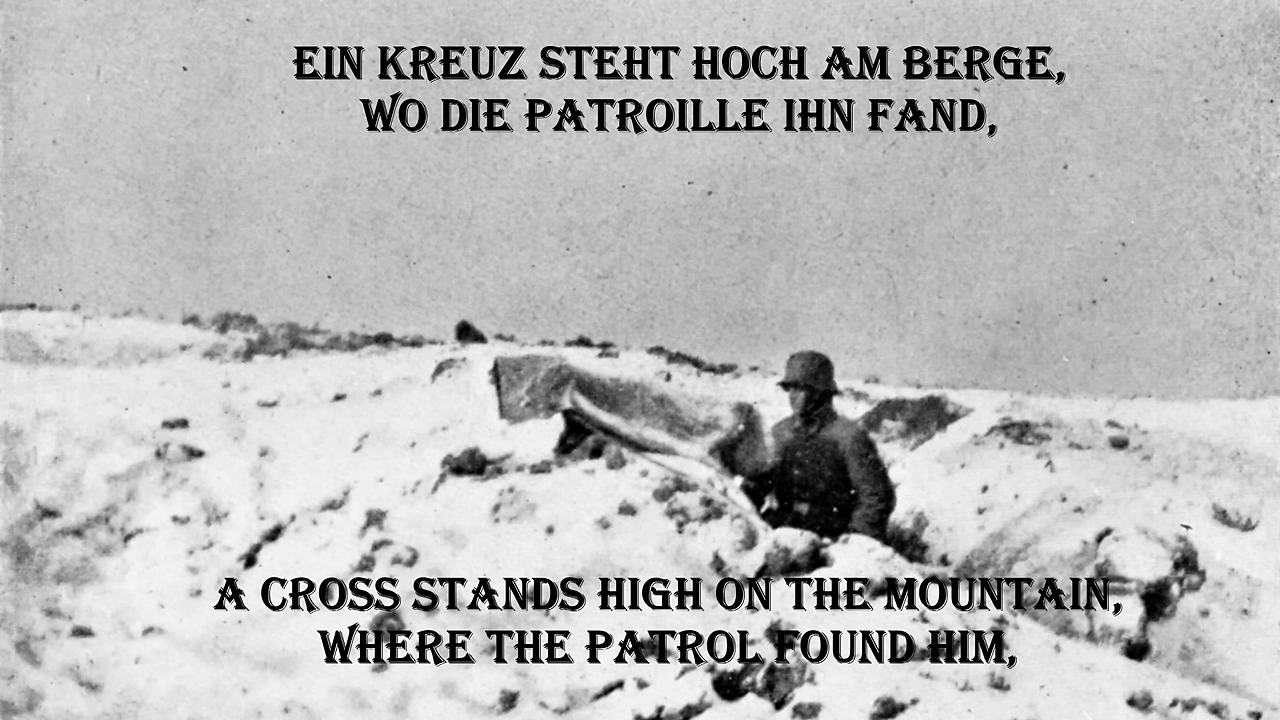 EIN KREUZ STEHT HOCH AM BERGE,
WO DIE PATROILLE IHN FAND,
A CROSS STANDS HIGH ON THE MOUNTAIN,
WHERE THE PATROL FOUND HIM,